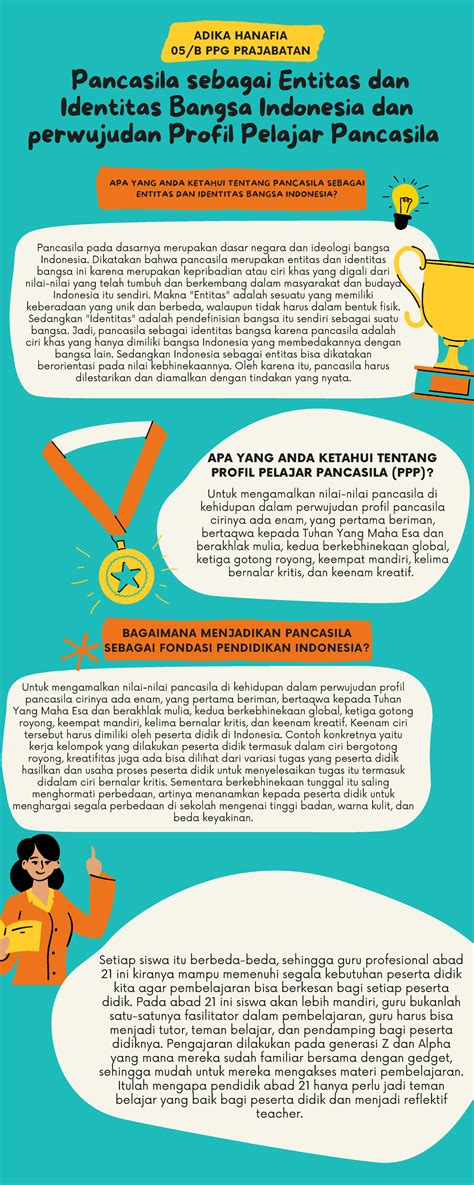 ADIKA HANAFIA
05/B PPG PRAJABATAN
Pancasila sebagai Entitas dan
Identitas Bangsa Indonesia dan
perwujudan Profil Pelajar Pancasila
APA YANG ANDA KETAHUI TENTANG PANCASILA SEBAGAI
ENTITAS DAN IDENTITAS BANGSA INDONESIA?
Pancasila pada dasarnya merupakan dasar negara dan ideologi bangsa
Indonesia. Dikatakan bahwa pancasila merupakan entitas dan identitas
bangsa ini karena merupakan kepribadian atau ciri khas yang digali dari
nilai-nilai yang telah tumbuh dan berkembang dalam masyarakat dan budaya
Indonesia itu sendiri. Makna "Entitas" adalah sesuatu yang memiliki
keberadaan yang unik dan berbeda, walaupun tidak harus dalam bentuk fisik.
Sedangkan "Identitas" adalah pendefinisian bangsa itu sendiri sebagai suatu
bangsa. Jadi, pancasila sebagai identitas bangsa karena pancasila adalah
ciri khas yang hanya dimiliki bangsa Indonesia yang membedakannya dengan
bangsa lain. Sedangkan Indonesia sebagai entitas bisa dikatakan
berorientasi pada nilai kebhinekaannya. Oleh karena itu, pancasila harus
dilestarikan dan diamalkan dengan tindakan yang nyata.
APA YANG ANDA KETAHUI TENTANG
PROFIL PELAJAR PANCASILA (PPP)?
Untuk mengamalkan nilai-nilai pancasila di
kehidupan dalam perwujudan profil pancasila
cirinya ada enam, yang pertama beriman,
bertaqwa kepada Tuhan Yang Maha Esa dan
berakhlak mulia, kedua berkebhinekaan global,
ketiga gotong royong, keempat mandiri, kelima
bernalar kritis, dan keenam kreatif.
BAGAIMANA MENJADIKAN PANCASILA
SEBAGAI FONDASI PENDIDIKAN INDONESIA?
Untuk mengamalkan nilai-nilai pancasila di kehidupan dalam perwujudan profil
pancasila cirinya ada enam, yang pertama beriman, bertaqwa kepada Tuhan
Yang Maha Esa dan berakhlak mulia, kedua berkebhinekaan global, ketiga gotong
royong, keempat mandiri, kelima bernalar kritis, dan keenam kreatif. Keenam ciri
tersebut harus dimiliki oleh peserta didik di Indonesia. Contoh konkretnya yaitu
kerja kelompok yang dilakukan peserta didik termasuk dalam ciri bergotong
royong, kreatifitas juga ada bisa dilihat dari variasi tugas yang peserta didik
hasilkan dan usaha proses peserta didik untuk menyelesaikan tugas itu termasuk
didalam ciri bernalar kritis. Sementara berkebhinekaan tunggal itu saling
menghormati perbedaan, artinya menanamkan kepada peserta didik untuk
menghargai segala perbedaan di sekolah mengenai tinggi badan, warna kulit, dan
beda keyakinan.
Setiap siswa itu berbeda-beda, sehingga guru profesional abad
21 ini kiranya mampu memenuhi segala kebutuhan peserta didik
kita agar pembelajaran bisa berkesan bagi setiap peserta
didik. Pada abad 21 ini siswa akan lebih mandiri, guru bukanlah
satu-satunya fasilitator dalam pembelajaran, guru harus bisa
menjadi tutor, teman belajar, dan pendamping bagi peserta
didiknya. Pengajaran dilakukan pada generasi Z dan Alpha
yang mana mereka sudah familiar bersama dengan gedget,
sehingga mudah untuk mereka mengakses materi pembelajaran.
Itulah mengapa pendidik abad 21 hanya perlu jadi teman
belajar yang baik bagi peserta didik dan menjadi reflektif
teacher.